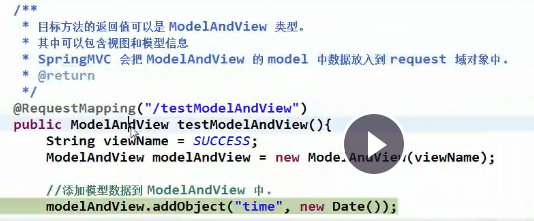 /**
 * 目标方法的返回值可以是 ModelAndView 类型。
 * 其中可以包含视图和模型信息
 * SpringMVC 会把 ModelAndView 的 model 中数据放入到 request 域对象中.
 * @return
 */
@RequestMapping("/testModelAndView")
public ModelAndView testModelAndView(){
String viewName = SUCCESS;
ModelAndView modelAndView = new ModelAndView(viewName);
//添加模型数据到 ModelAndView 中.
modelAndView.addObject("time", new Date());